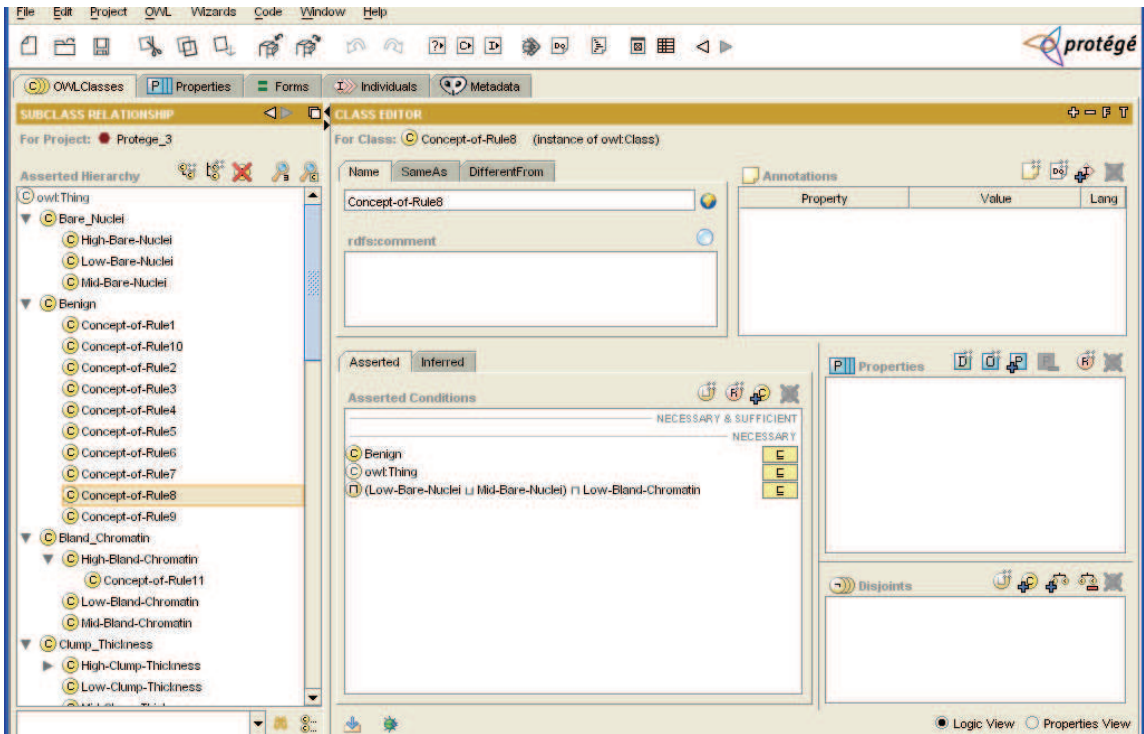 File Edit Project OWL Wizards Code Window Help
protégé
OWLClasses Properties Forms Individuals Metadata
SUBCLASS RELATIONSHIP
For Project: Protege_3
Asserted Hierarchy
owl:Thing
Bare_Nuclei
High-Bare-Nuclei
Low-Bare-Nuclei
Mid-Bare-Nuclei
Benign
Concept-of-Rule1
Concept-of-Rule10
Concept-of-Rule2
Concept-of-Rule3
Concept-of-Rule4
Concept-of-Rule5
Concept-of-Rule6
Concept-of-Rule7
Concept-of-Rule8
Concept-of-Rule9
Bland_Chromatin
High-Bland-Chromatin
Concept-of-Rule11
Low-Bland-Chromatin
Mid-Bland-Chromatin
Clump_Thickness
High-Clump-Thickness
Low-Clump-Thickness
CLASS EDITOR
For Class: Concept-of-Rule8 (instance of owl:Class)
Name SameAs DifferentFrom
Concept-of-Rule8
rdfs:comment
Annotations
Property Value Lang
Asserted Inferred
Asserted Conditions
NECESSARY & SUFFICIENT
NECESSARY
Benign ⊑
owl:Thing ⊑
(Low-Bare-Nuclei ⊔ Mid-Bare-Nuclei) ⊓ Low-Bland-Chromatin ⊑
Properties
Disjoints
Logic View Properties View